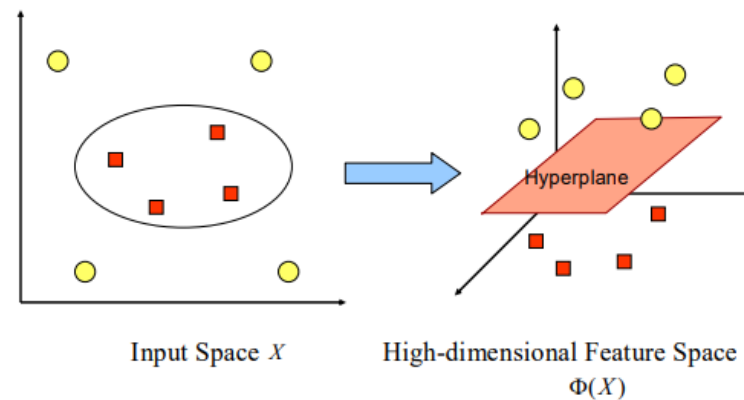 Hyperplane
Input Space X
High-dimensional Feature Space
Φ(X)